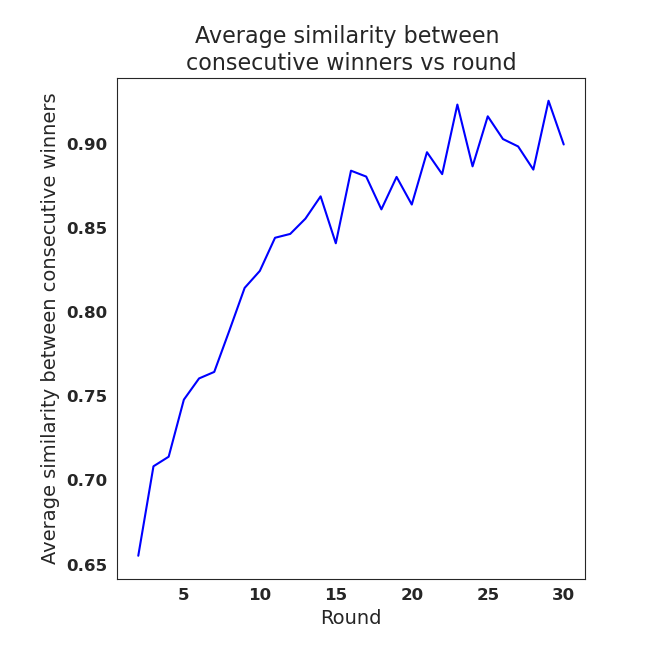 Average similarity between
consecutive winners vs round
Average similarity between consecutive winners
0.90
0.85
0.80
0.75
0.70
0.65
5 10 15 20 25 30
Round